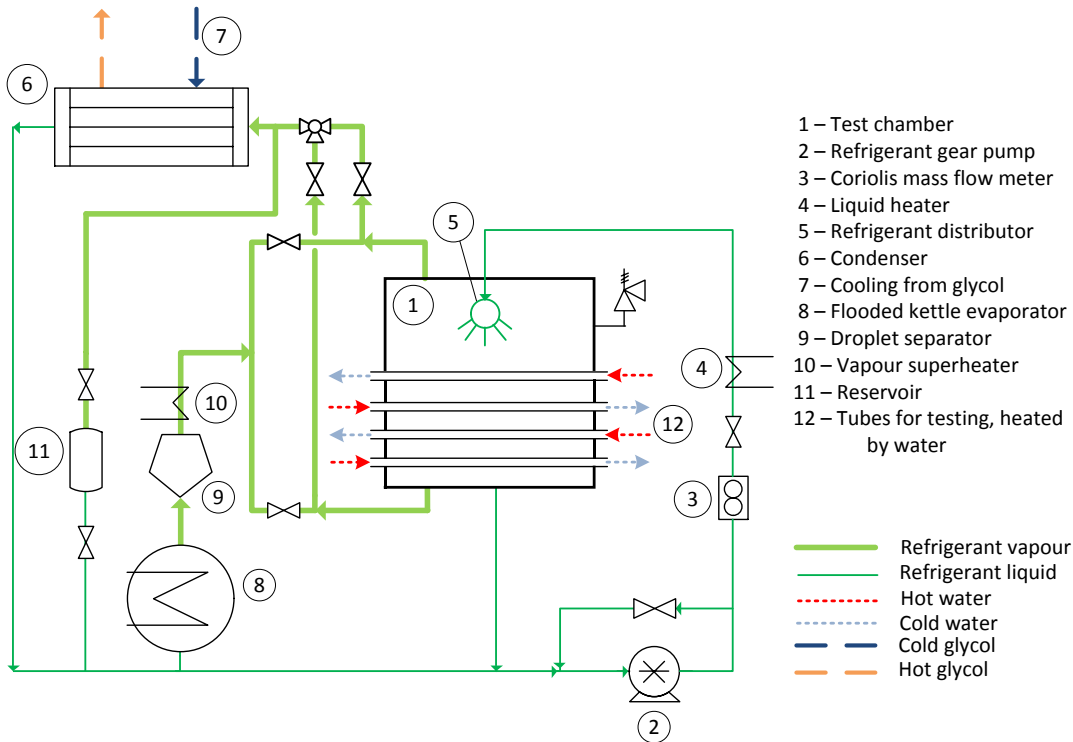 7
6
1 – Test chamber
2 – Refrigerant gear pump
3 – Coriolis mass flow meter
4 – Liquid heater
5 – Refrigerant distributor
6 – Condenser
7 – Cooling from glycol
8 – Flooded kettle evaporator
9 – Droplet separator
10 – Vapour superheater
11 – Reservoir
12 – Tubes for testing, heated
by water
5
1
4
10
12
11
9
3
8
2
Refrigerant vapour
Refrigerant liquid
Hot water
Cold water
Cold glycol
Hot glycol